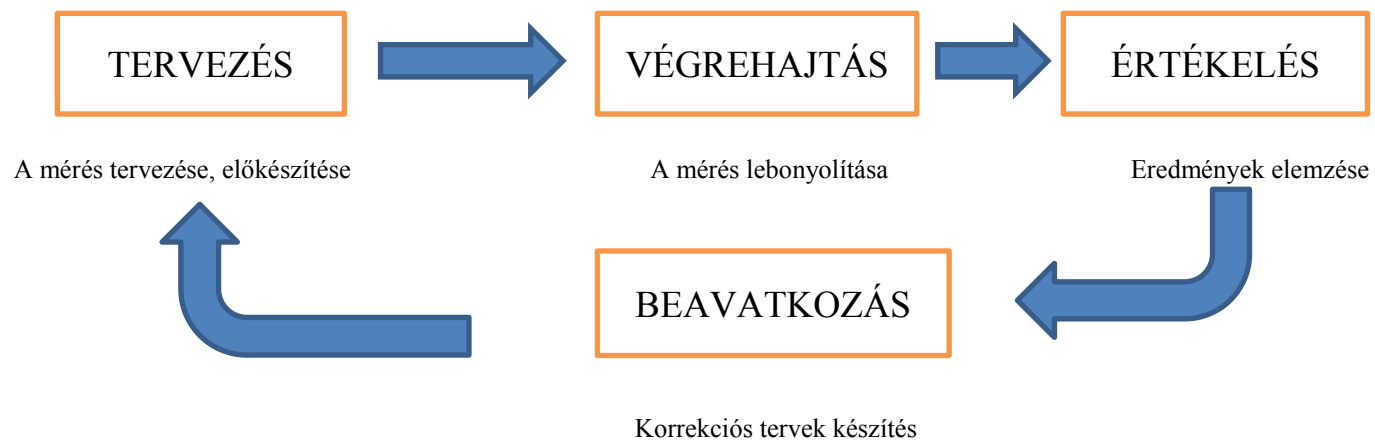 TERVEZÉS
VÉGREHAJTÁS
ÉRTÉKELÉS
A mérés tervezése, előkészítése
A mérés lebonyolítása
Eredmények elemzése
BEAVATKOZÁS
Korrekciós tervek készítés